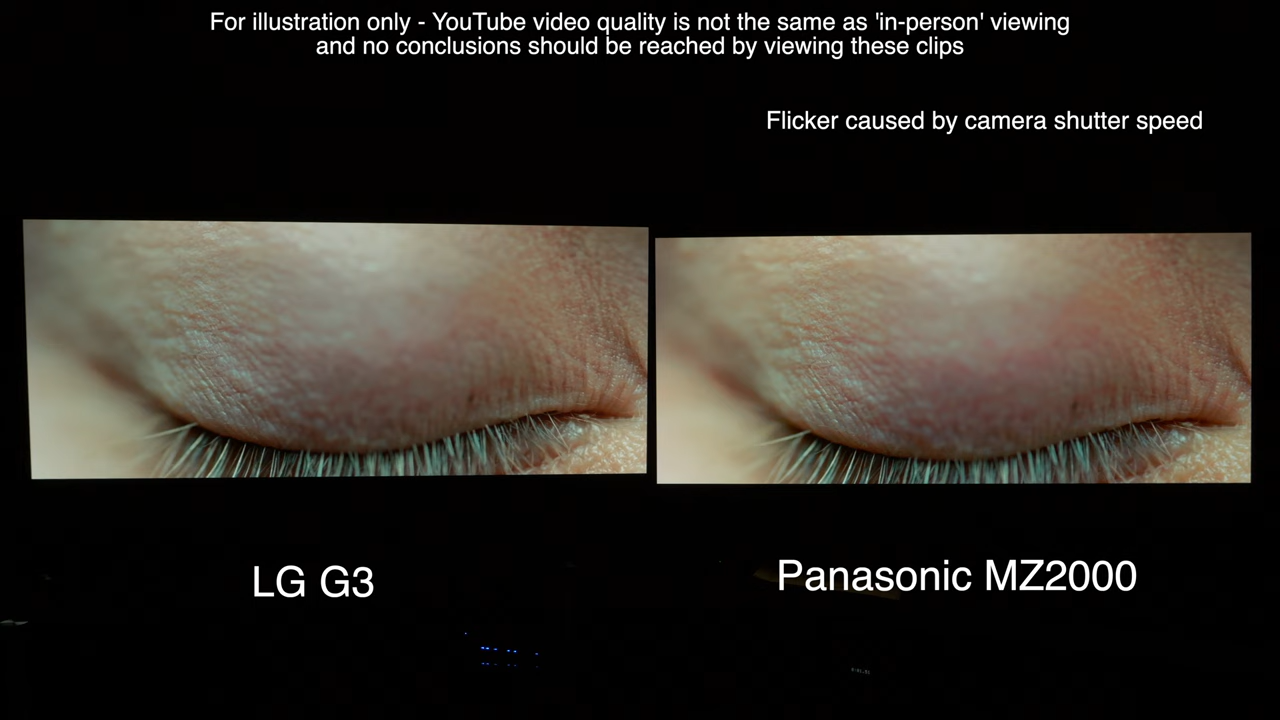 For illustration only - YouTube video quality is not the same as 'in-person' viewing
and no conclusions should be reached by viewing these clips
Flicker caused by camera shutter speed
LG G3
Panasonic MZ2000